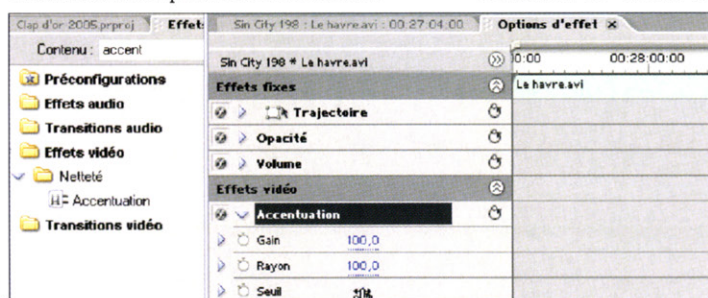 Clap d'or 2005.prproj Effets
Contenu : accent
Préconfigurations
Effets audio
Transitions audio
Effets vidéo
Netteté
Accentuation
Transitions vidéo
Sin City 198 : Le havre.avi : 00:27:04:00 Options d'effet
Sin City 198 * Le havre.avi
Effets fixes
Trajectoire
Opacité
Volume
Effets vidéo
Accentuation
Gain 100,0
Rayon 100,0
Seuil
0:00 00:28:00:00
Le havre.avi